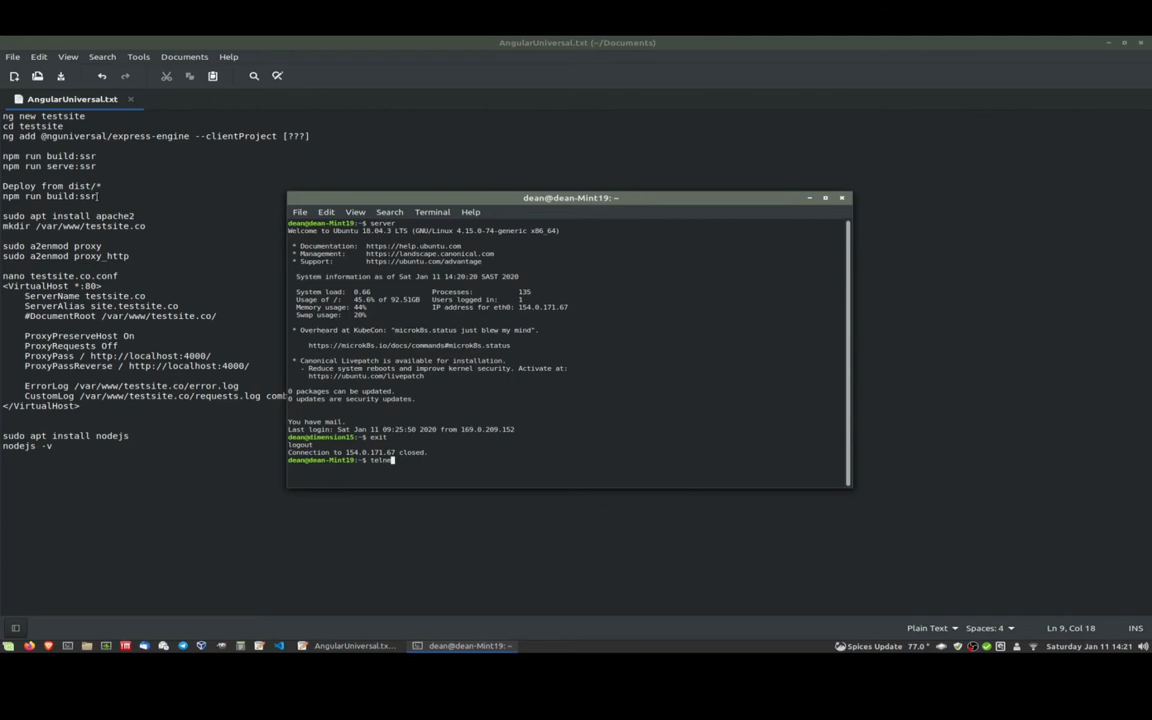 AngularUniversal.txt (~/Documents)
File Edit View Search Tools Documents Help
AngularUniversal.txt
ng new testsite
cd testsite
ng add @nguniversal/express-engine --clientProject [???]
npm run build:ssr
npm run serve:ssr
Deploy from dist/*
npm run build:ssr
sudo apt install apache2
mkdir /var/www/testsite.co
sudo a2enmod proxy
sudo a2enmod proxy_http
nano testsite.co.conf
<VirtualHost *:80>
ServerName testsite.co
ServerAlias site.testsite.co
#DocumentRoot /var/www/testsite.co/
ProxyPreserveHost On
ProxyRequests Off
ProxyPass / http://localhost:4000/
ProxyPassReverse / http://localhost:4000/
ErrorLog /var/www/testsite.co/error.log
CustomLog /var/www/testsite.co/requests.log com
</VirtualHost>
sudo apt install nodejs
nodejs -v
dean@dean-Mint19: ~
File Edit View Search Terminal Help
dean@dean-Mint19:~$ server
Welcome to Ubuntu 18.04.3 LTS (GNU/Linux 4.15.0-74-generic x86_64)
* Documentation: https://help.ubuntu.com
* Management: https://landscape.canonical.com
* Support: https://ubuntu.com/advantage
System information as of Sat Jan 11 14:20:20 SAST 2020
System load: 0.66 Processes: 135
Usage of /: 45.6% of 92.51GB Users logged in: 1
Memory usage: 44% IP address for eth0: 154.0.171.67
Swap usage: 20%
* Overheard at KubeCon: "microk8s.status just blew my mind".
https://microk8s.io/docs/commands#microk8s.status
* Canonical Livepatch is available for installation.
- Reduce system reboots and improve kernel security. Activate at:
https://ubuntu.com/livepatch
0 packages can be updated.
0 updates are security updates.
You have mail.
Last login: Sat Jan 11 09:25:50 2020 from 169.0.209.152
dean@dimension15:~$ exit
logout
Connection to 154.0.171.67 closed.
dean@dean-Mint19:~$ telne
Plain Text Spaces: 4 Ln 9, Col 18 INS
AngularUniversal.tx... dean@dean-Mint19: ~ Spices Update 77.0° Saturday Jan 11 14:21